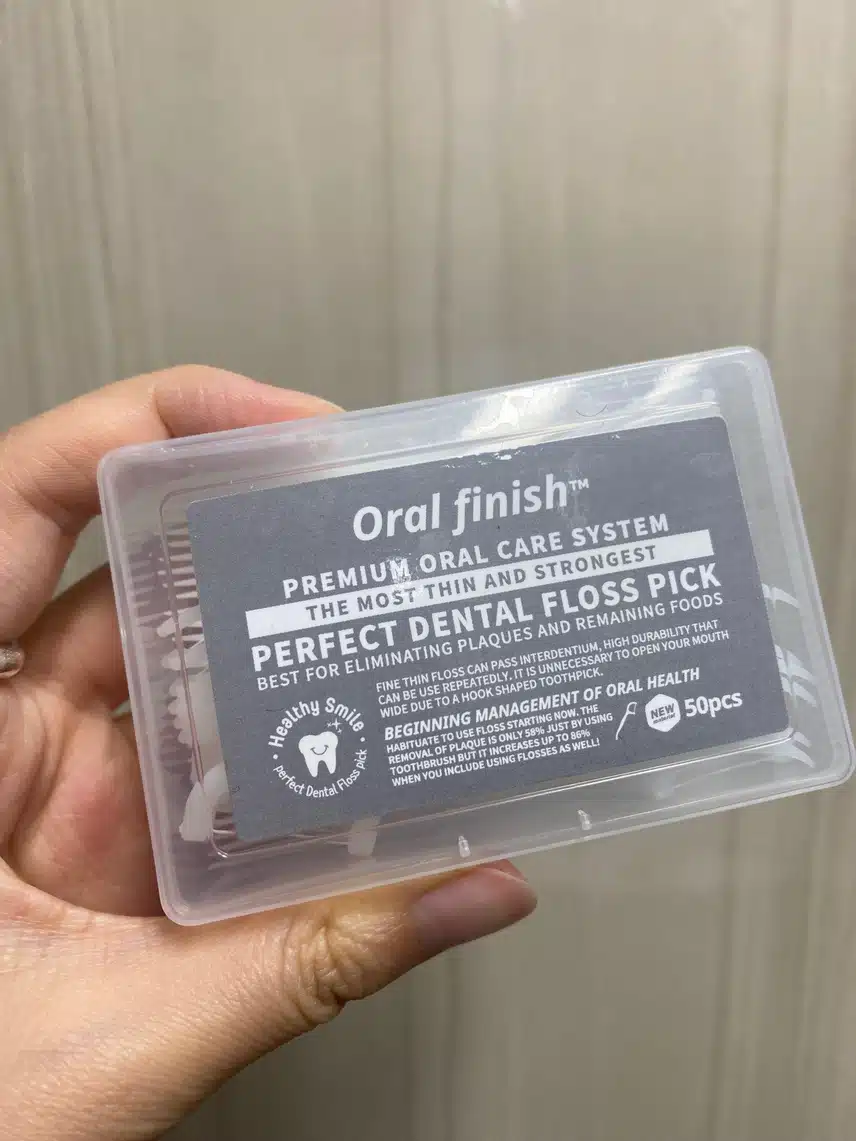 Oral finish™
PREMIUM ORAL CARE SYSTEM
THE MOST THIN AND STRONGEST
PERFECT DENTAL FLOSS PICK
BEST FOR ELIMINATING PLAQUES AND REMAINING FOODS
FINE THIN FLOSS CAN PASS INTERDENTIUM, HIGH DURABILITY THAT
CAN BE USE REPEATEDLY, IT IS UNNECESSARY TO OPEN YOUR MOUTH
WIDE DUE TO A HOOK SHAPED TOOTHPICK.
• Healthy Smile •
perfect Dental Floss pick
BEGINNING MANAGEMENT OF ORAL HEALTH
HABITUATE TO USE FLOSS STARTING NOW. THE
REMOVAL OF PLAQUE IS ONLY 58% JUST BY USING
TOOTHBRUSH BUT IT INCREASES UP TO 86%
WHEN YOU INCLUDE USING FLOSSES AS WELL!
NEW
50pcs